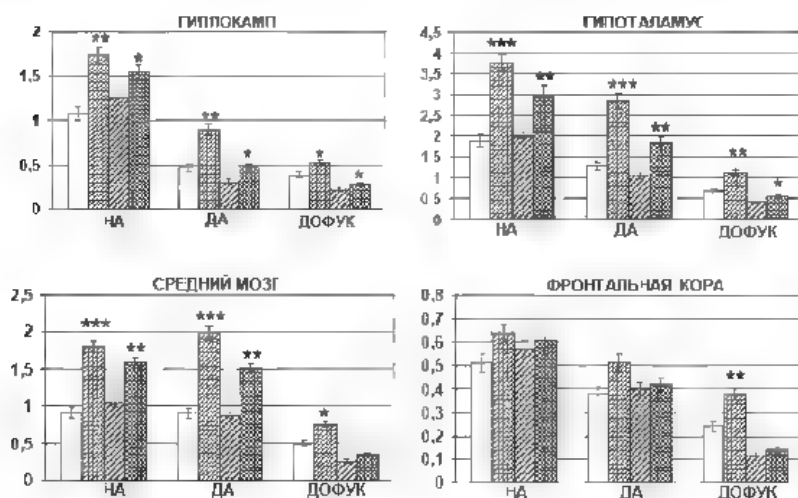 ГИППОКАМП
2
1,5
1
0,5
0
** * ** * * *
НА ДА ДОФУК
ГИПОТАЛАМУС
4,5
4
3,5
3
2,5
2
1,5
1
0,5
0
*** ** *** ** ** *
НА ДА ДОФУК
СРЕДНИЙ МОЗГ
2,5
2
1,5
1
0,5
0
*** ** *** ** *
НА ДА ДОФУК
ФРОНТАЛЬНАЯ КОРА
0,8
0,7
0,6
0,5
0,4
0,3
0,2
0,1
0
**
НА ДА ДОФУК